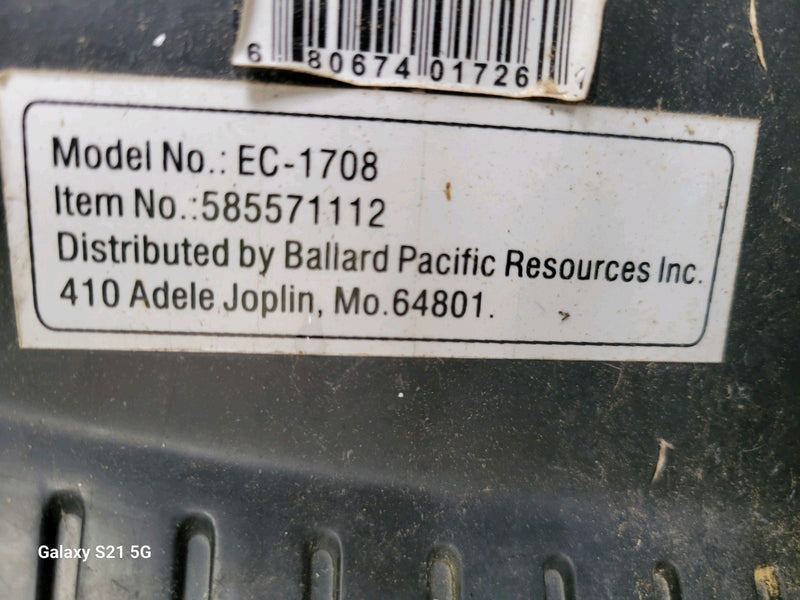 6 80674 01726 1
Model No.: EC-1708
Item No.:585571112
Distributed by Ballard Pacific Resources Inc.
410 Adele Joplin, Mo.64801.
Galaxy S21 5G